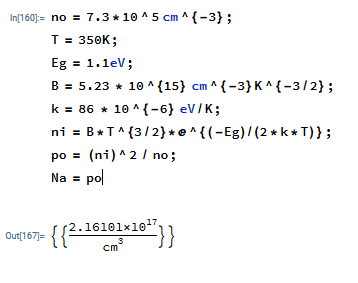 In[160]:= no = 7.3*10^5 cm^{-3};
T = 350K;
Eg = 1.1eV;
B = 5.23 * 10^{15} cm^{-3}K^{-3/2};
k = 86 * 10^{-6} eV/K;
ni = B*T^{3/2}*e^{(-Eg)/(2*k*T)};
po = (ni)^2 / no;
Na = po
Out[167]= {{2.16101×10^17/cm^3}}